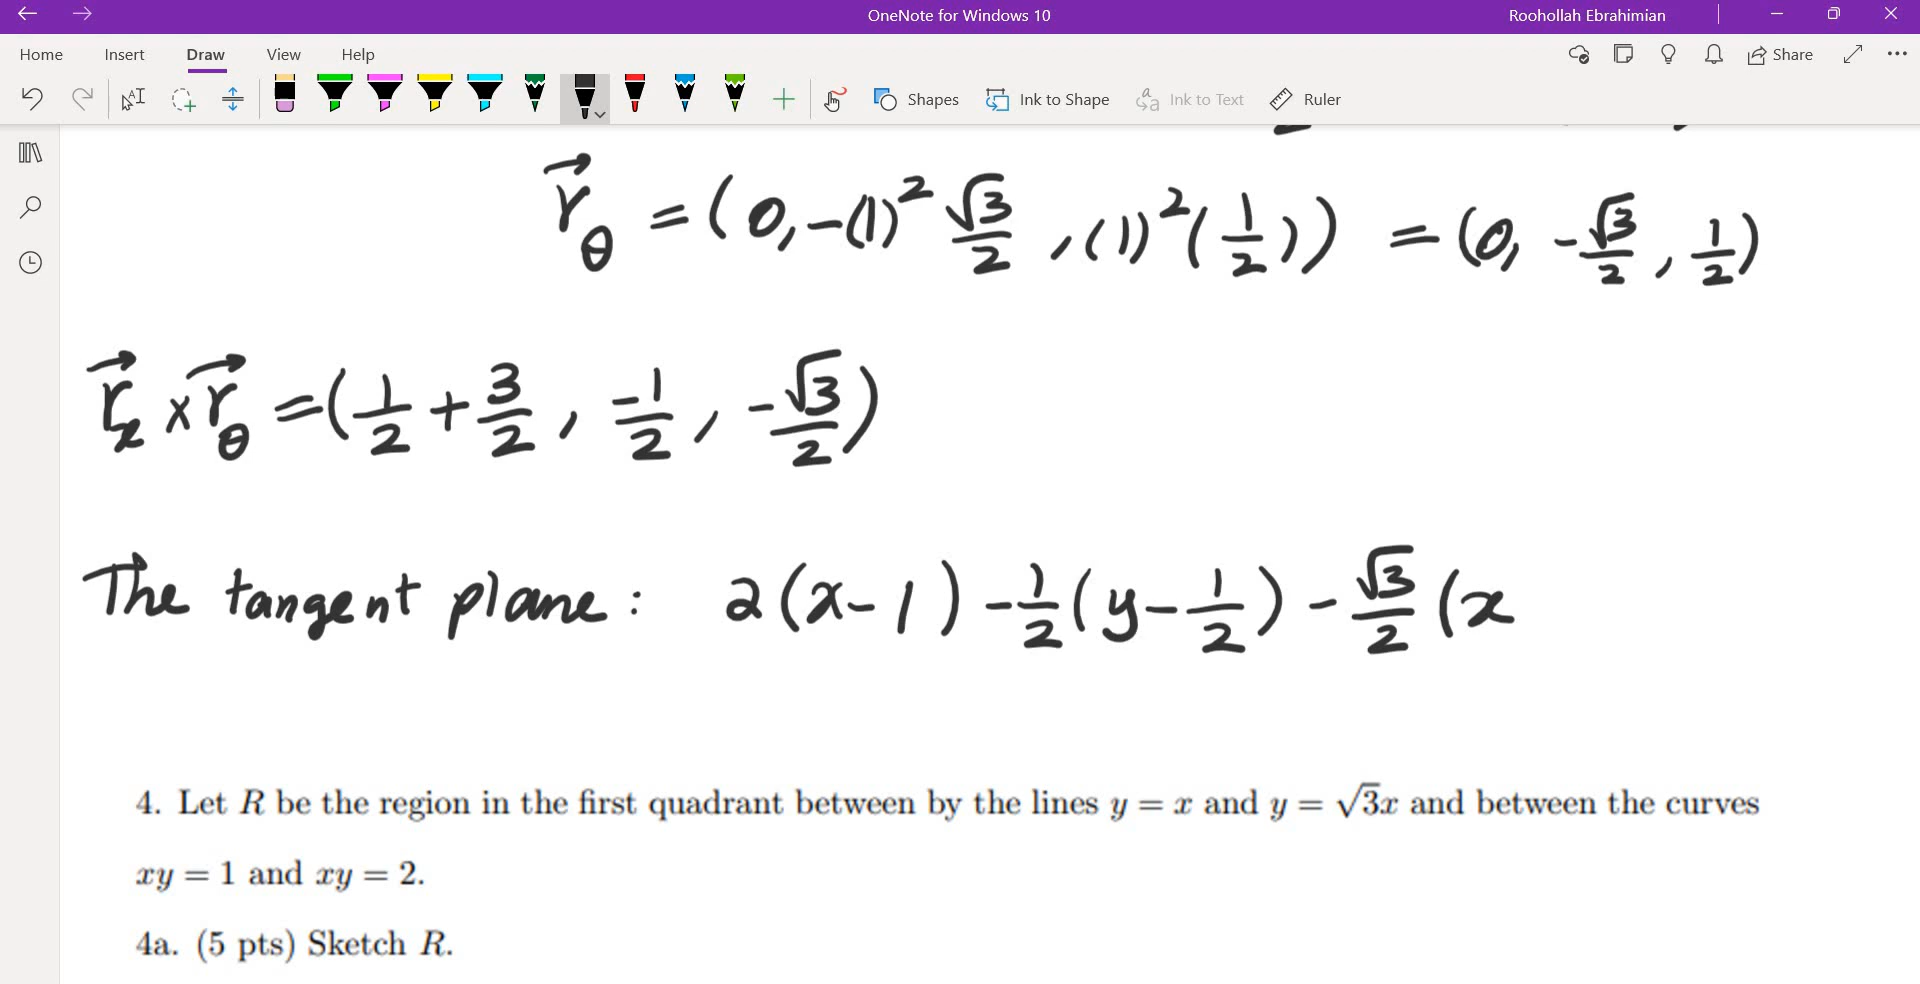 OneNote for Windows 10 Roohollah Ebrahimian
Home Insert Draw View Help Share
Shapes Ink to Shape Ink to Text Ruler
r⃗_θ = (0, -(1)² √3/2, (1)²(1/2)) = (0, -√3/2, 1/2)
r⃗_x × r⃗_θ = (1/2 + 3/2, -1/2, -√3/2)
The tangent plane: 2(x-1) - 1/2(y - 1/2) - √3/2 (x
4. Let R be the region in the first quadrant between by the lines y = x and y = √3x and between the curves
xy = 1 and xy = 2.
4a. (5 pts) Sketch R.